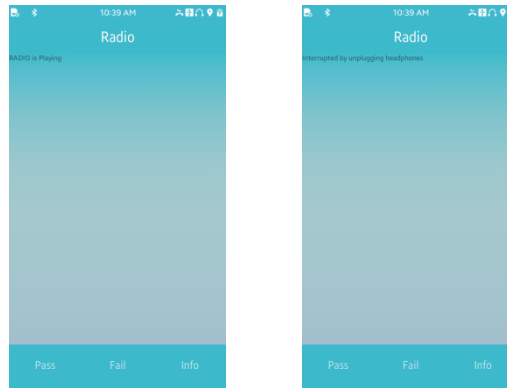 10:39 AM
Radio
RADIO is Playing
Pass Fail Info
10:39 AM
Radio
Interrupted by unplugging headphones
Pass Fail Info